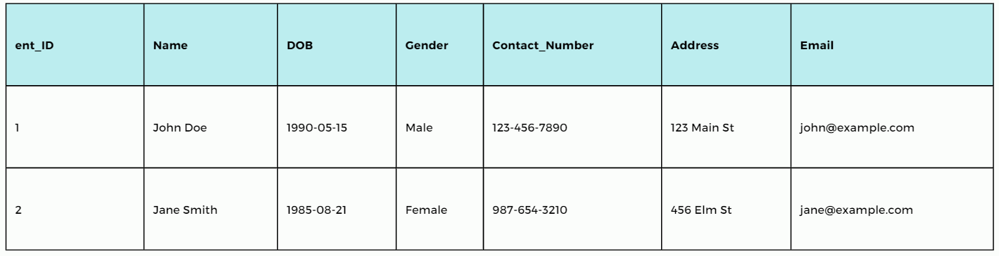 ent_ID Name DOB Gender Contact_Number Address Email
1 John Doe 1990-05-15 Male 123-456-7890 123 Main St john@example.com
2 Jane Smith 1985-08-21 Female 987-654-3210 456 Elm St jane@example.com